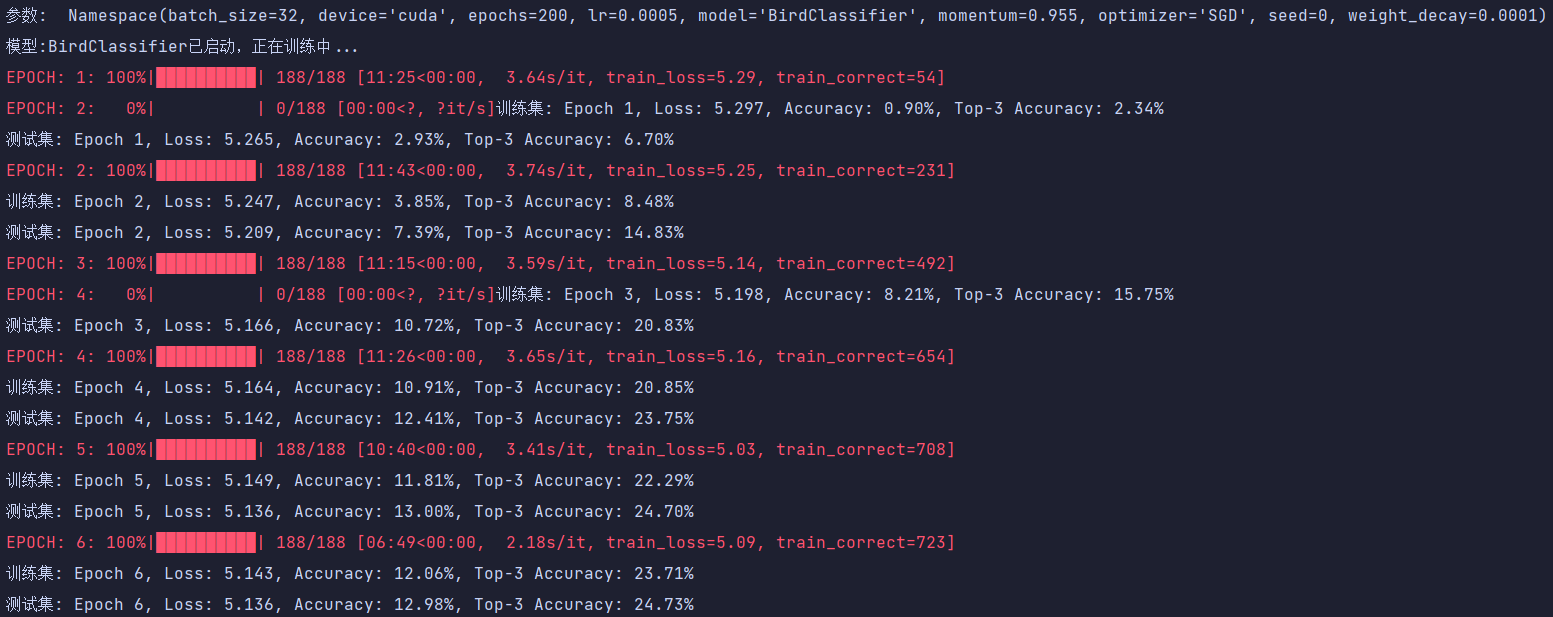 参数:  Namespace(batch_size=32, device='cuda', epochs=200, lr=0.0005, model='BirdClassifier', momentum=0.955, optimizer='SGD', seed=0, weight_decay=0.0001)
模型:BirdClassifier已启动，正在训练中...
EPOCH: 1: 100%|██████████| 188/188 [11:25<00:00,  3.64s/it, train_loss=5.29, train_correct=54]
EPOCH: 2:   0%|          | 0/188 [00:00<?, ?it/s]训练集: Epoch 1, Loss: 5.297, Accuracy: 0.90%, Top-3 Accuracy: 2.34%
测试集: Epoch 1, Loss: 5.265, Accuracy: 2.93%, Top-3 Accuracy: 6.70%
EPOCH: 2: 100%|██████████| 188/188 [11:43<00:00,  3.74s/it, train_loss=5.25, train_correct=231]
训练集: Epoch 2, Loss: 5.247, Accuracy: 3.85%, Top-3 Accuracy: 8.48%
测试集: Epoch 2, Loss: 5.209, Accuracy: 7.39%, Top-3 Accuracy: 14.83%
EPOCH: 3: 100%|██████████| 188/188 [11:15<00:00,  3.59s/it, train_loss=5.14, train_correct=492]
EPOCH: 4:   0%|          | 0/188 [00:00<?, ?it/s]训练集: Epoch 3, Loss: 5.198, Accuracy: 8.21%, Top-3 Accuracy: 15.75%
测试集: Epoch 3, Loss: 5.166, Accuracy: 10.72%, Top-3 Accuracy: 20.83%
EPOCH: 4: 100%|██████████| 188/188 [11:26<00:00,  3.65s/it, train_loss=5.16, train_correct=654]
训练集: Epoch 4, Loss: 5.164, Accuracy: 10.91%, Top-3 Accuracy: 20.85%
测试集: Epoch 4, Loss: 5.142, Accuracy: 12.41%, Top-3 Accuracy: 23.75%
EPOCH: 5: 100%|██████████| 188/188 [10:40<00:00,  3.41s/it, train_loss=5.03, train_correct=708]
训练集: Epoch 5, Loss: 5.149, Accuracy: 11.81%, Top-3 Accuracy: 22.29%
测试集: Epoch 5, Loss: 5.136, Accuracy: 13.00%, Top-3 Accuracy: 24.70%
EPOCH: 6: 100%|██████████| 188/188 [06:49<00:00,  2.18s/it, train_loss=5.09, train_correct=723]
训练集: Epoch 6, Loss: 5.143, Accuracy: 12.06%, Top-3 Accuracy: 23.71%
测试集: Epoch 6, Loss: 5.136, Accuracy: 12.98%, Top-3 Accuracy: 24.73%